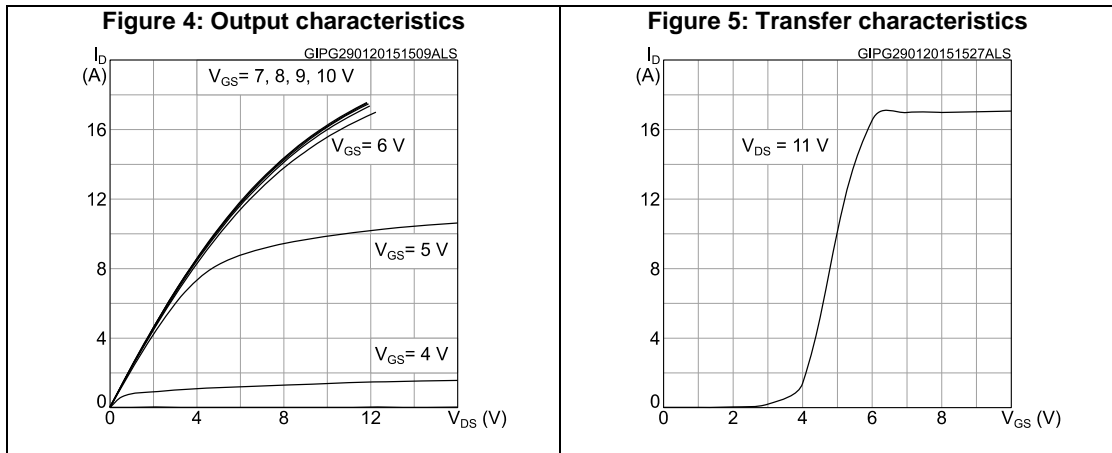 Figure 4: Output characteristics
GIPG290120151509ALS
I_D
(A)
V_GS= 7, 8, 9, 10 V
16
V_GS= 6 V
12
V_GS= 5 V
8
4
V_GS= 4 V
0
0 4 8 12 V_DS (V)
Figure 5: Transfer characteristics
GIPG290120151527ALS
I_D
(A)
16
V_DS = 11 V
12
8
4
0
0 2 4 6 8 V_GS (V)